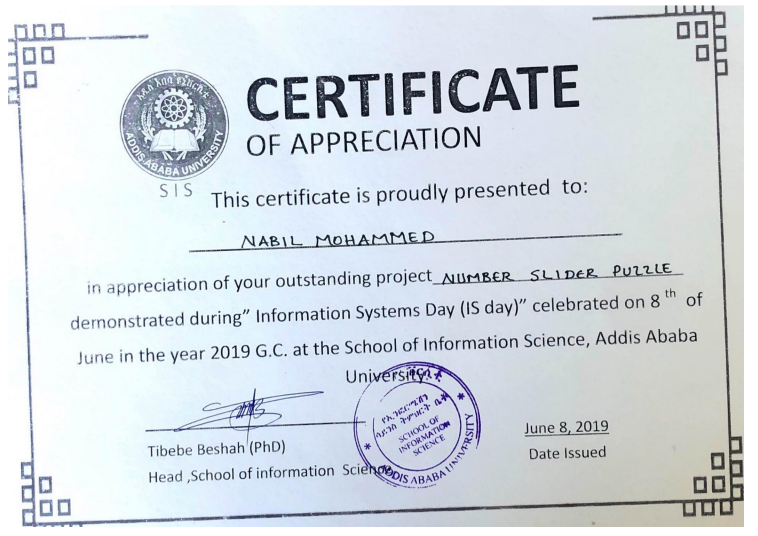 አዲስ አበባ ዩኒቨርሲቲ
ADDIS ABABA UNIVERSITY
SIS
CERTIFICATE
OF APPRECIATION
This certificate is proudly presented to:
NABIL MOHAMMED
in appreciation of your outstanding project NUMBER SLIDER PUZZLE
demonstrated during” Information Systems Day (IS day)” celebrated on 8 th of
June in the year 2019 G.C. at the School of Information Science, Addis Ababa
University.
Tibebe Beshah (PhD)
Head ,School of information Science
SCHOOL OF
INFORMATION
SCIENCE
ADDIS ABABA UNIVERSITY
June 8, 2019
Date Issued